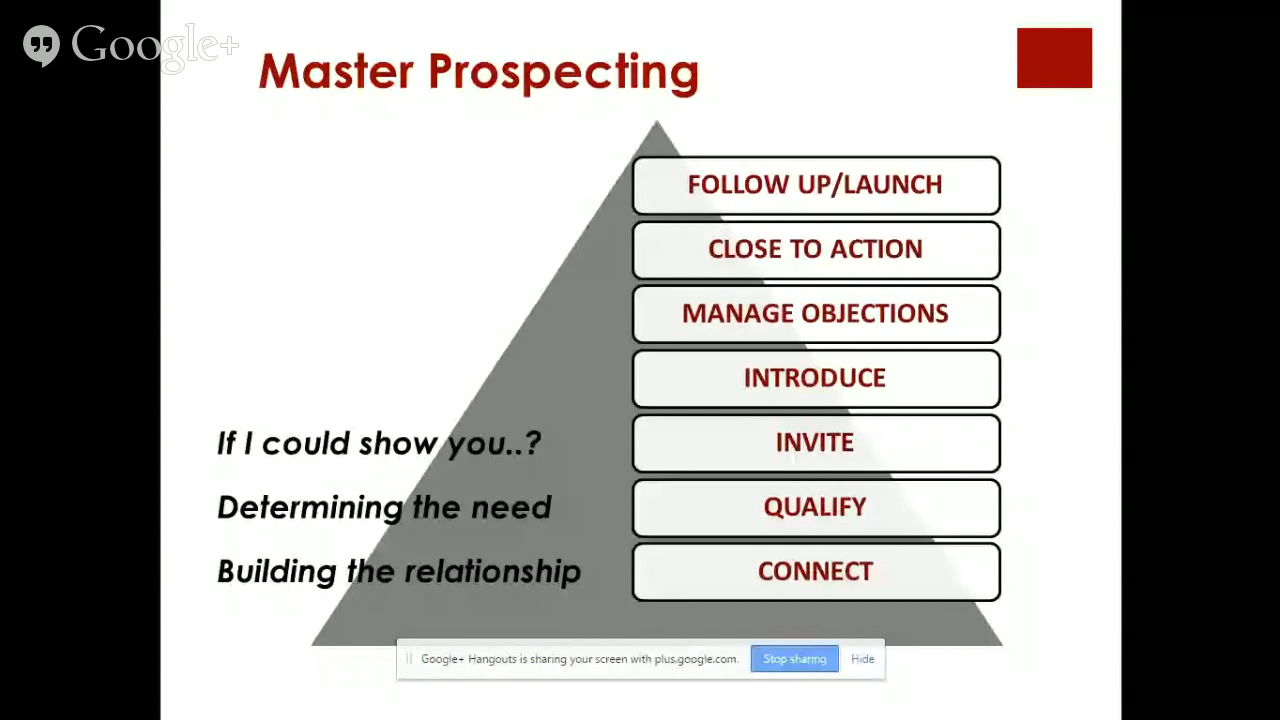 Google+
Master Prospecting
FOLLOW UP/LAUNCH
CLOSE TO ACTION
MANAGE OBJECTIONS
INTRODUCE
If I could show you..?
INVITE
Determining the need
QUALIFY
Building the relationship
CONNECT
Google+ Hangouts is sharing your screen with plus.google.com.
Stop sharing
Hide